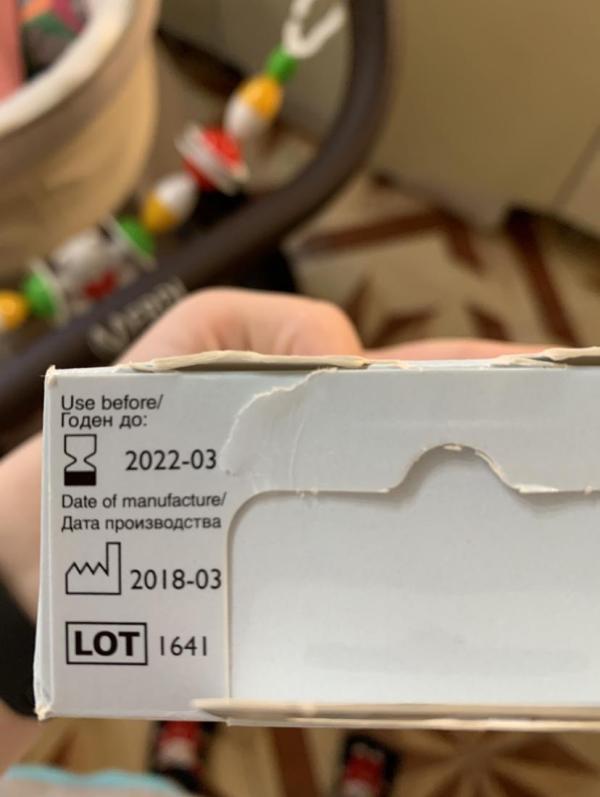 Use before/
Годен до:
2022-03
Date of manufacture/
Дата производства
2018-03
LOT 1641